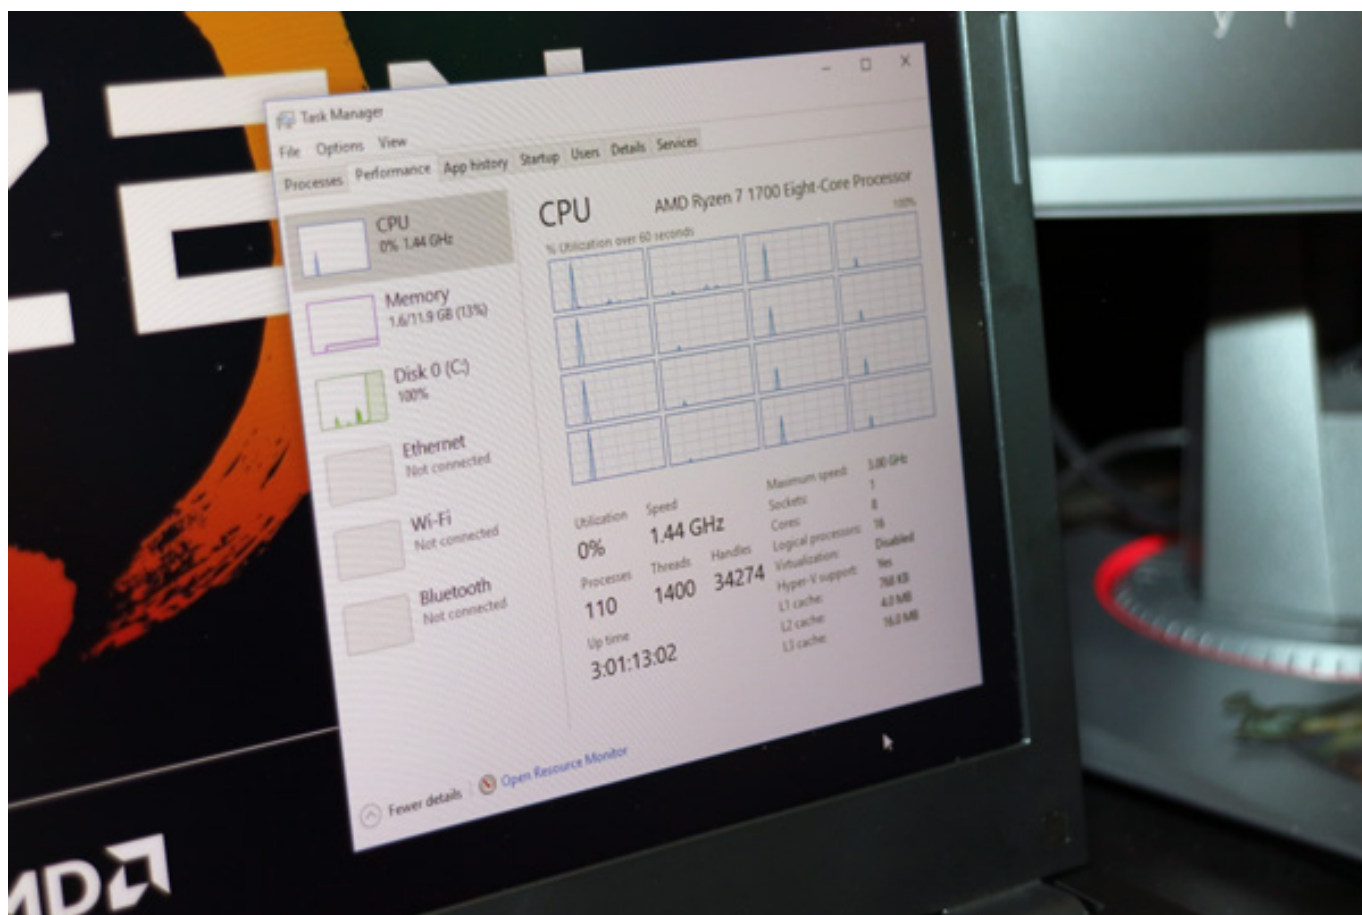 ZEN
Task Manager
File Options View
Processes Performance App history Startup Users Details Services
CPU
0% 1.44 GHz
Memory
1.6/11.9 GB (13%)
Disk 0 (C:)
100%
Ethernet
Not connected
Wi-Fi
Not connected
Bluetooth
Not connected
CPU AMD Ryzen 7 1700 Eight-Core Processor
% Utilization over 60 seconds 100%
Utilization Speed
0% 1.44 GHz
Processes Threads Handles
110 1400 34274
Up time
3:01:13:02
Maximum speed: 3.00 GHz
Sockets: 1
Cores: 8
Logical processors: 16
Virtualization: Disabled
Hyper-V support: Yes
L1 cache: 768 KB
L2 cache: 4.0 MB
L3 cache: 16.0 MB
Fewer details Open Resource Monitor
MD